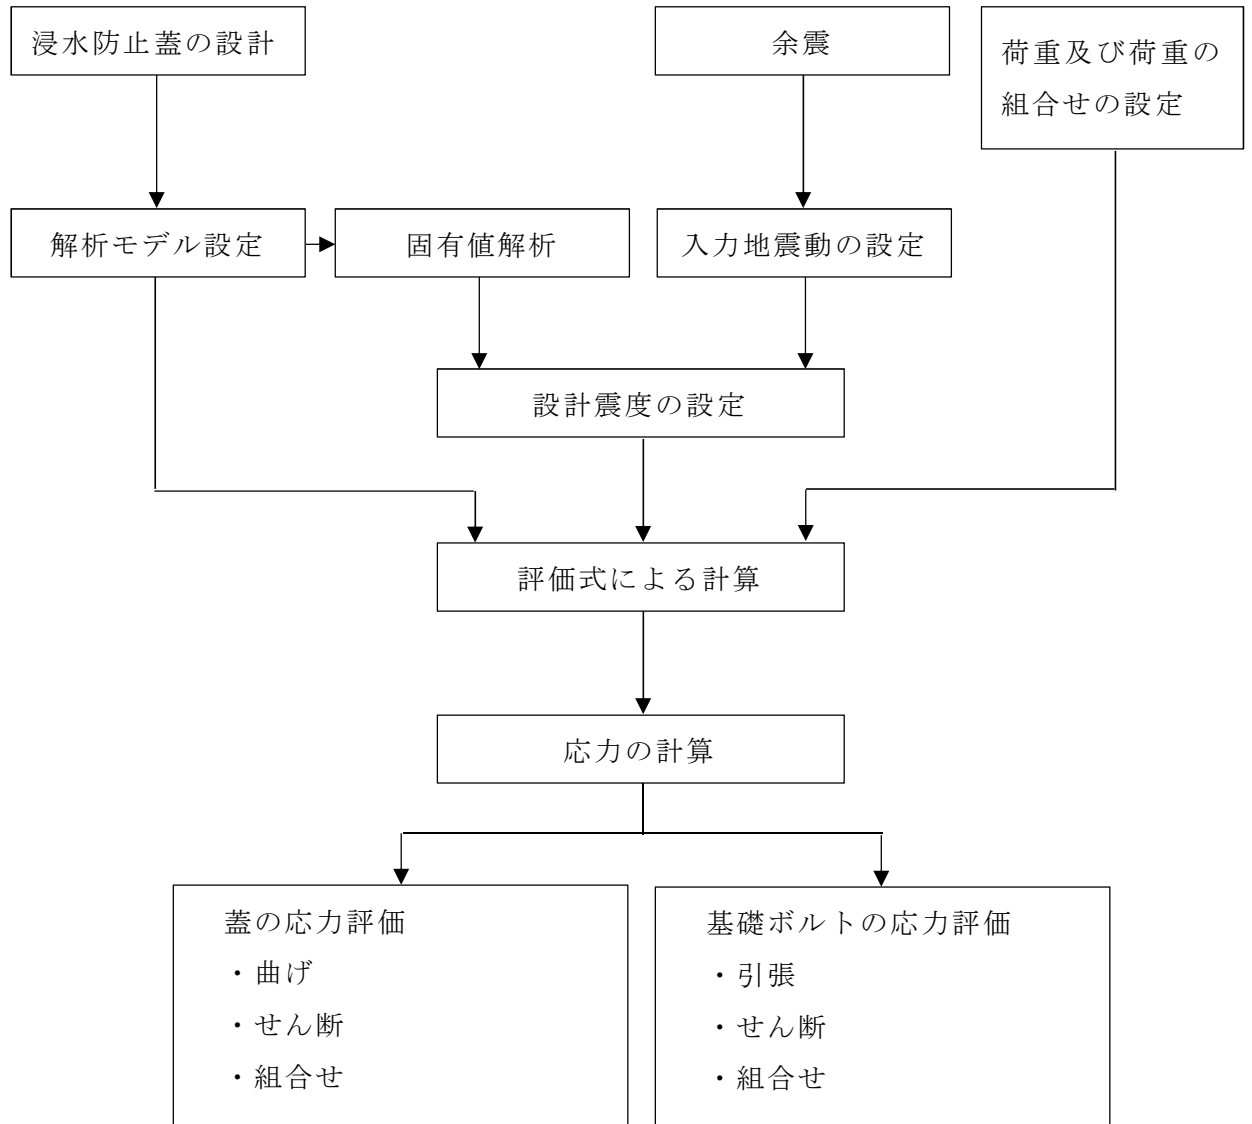 浸水防止蓋の設計
余震
荷重及び荷重の
組合せの設定
解析モデル設定
固有値解析
入力地震動の設定
設計震度の設定
評価式による計算
応力の計算
蓋の応力評価
・曲げ
・せん断
・組合せ
基礎ボルトの応力評価
・引張
・せん断
・組合せ